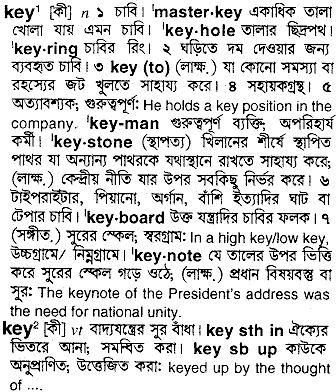 key¹ [কী] n ১ চাবি। ˈmaster·key একাধিক তালা
খোলা যায় এমন চাবি। ˈkey·hole তালার ছিদ্রপথ।
ˈkey·ring চাবির রিং। ২ ঘড়িতে দম দেওয়ার জন্য
ব্যবহৃত চাবি। ৩ key (to) (লাক্ষ.) যা কোনো সমস্যা বা
রহস্যের জট খুলতে সাহায্য করে। ৪ সহায়কগ্রন্থ। ৫
অত্যাবশ্যক; গুরুত্বপূর্ণ: He holds a key position in the
company. ˈkey-man গুরুত্বপূর্ণ ব্যক্তি; অপরিহার্য
কর্মী। ˈkey·stone (স্থাপত্য) খিলানের শীর্ষে স্থাপিত
পাথর যা অন্যান্য পাথরকে যথাস্থানে রাখতে সাহায্য করে;
(লাক্ষ.) কেন্দ্রীয় নীতি যার উপর সবকিছু নির্ভর করে। ৬
টাইপরাইটার, পিয়ানো, অর্গান, বাঁশি ইত্যাদির ঘাট বা
টেপার চাবি। ˈkey·board উক্ত যন্ত্রাদির চাবির ফলক। ৭
(সঙ্গীত.) সুরের স্কেল; স্বরগ্রাম: In a high key/low key,
উচ্চগ্রামে/ নিম্নগ্রামে। ˈkey·note যে তালের উপর ভিত্তি
করে সুরের স্কেল গড়ে ওঠে; (লাক্ষ.) প্রধান বিষয়বস্তু বা
সুর: The keynote of the President's address was
the need for national unity.
key² [কী] vt বাদ্যযন্ত্রের সুর বাঁধা। key sth in ঐক্যের
ভিতরে আনা; সমন্বিত করা। key sb up কাউকে
অনুপ্রাণিত; উত্তেজিত করা: keyed up by the thought
of ....